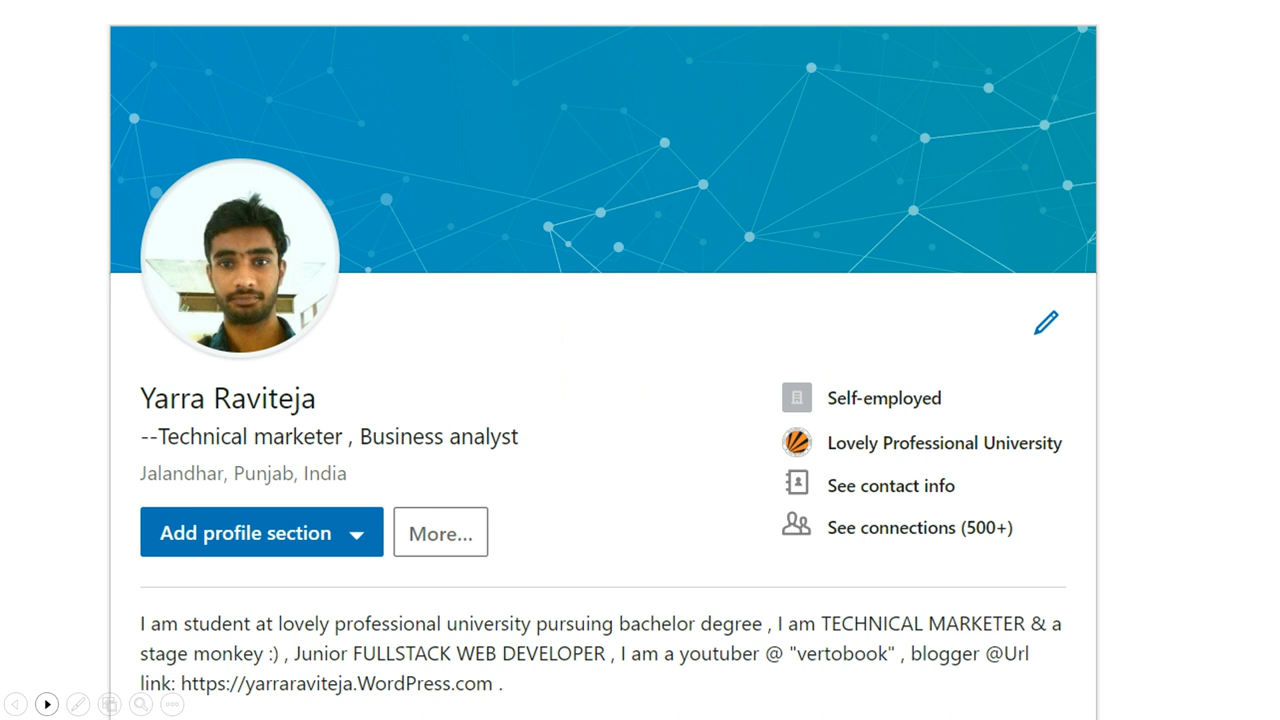 Yarra Raviteja
--Technical marketer , Business analyst
Jalandhar, Punjab, India
Add profile section
More...
Self-employed
Lovely Professional University
See contact info
See connections (500+)
I am student at lovely professional university pursuing bachelor degree , I am TECHNICAL MARKETER & a
stage monkey :) , Junior FULLSTACK WEB DEVELOPER , I am a youtuber @ "vertobook" , blogger @Url
link: https://yarraraviteja.WordPress.com .